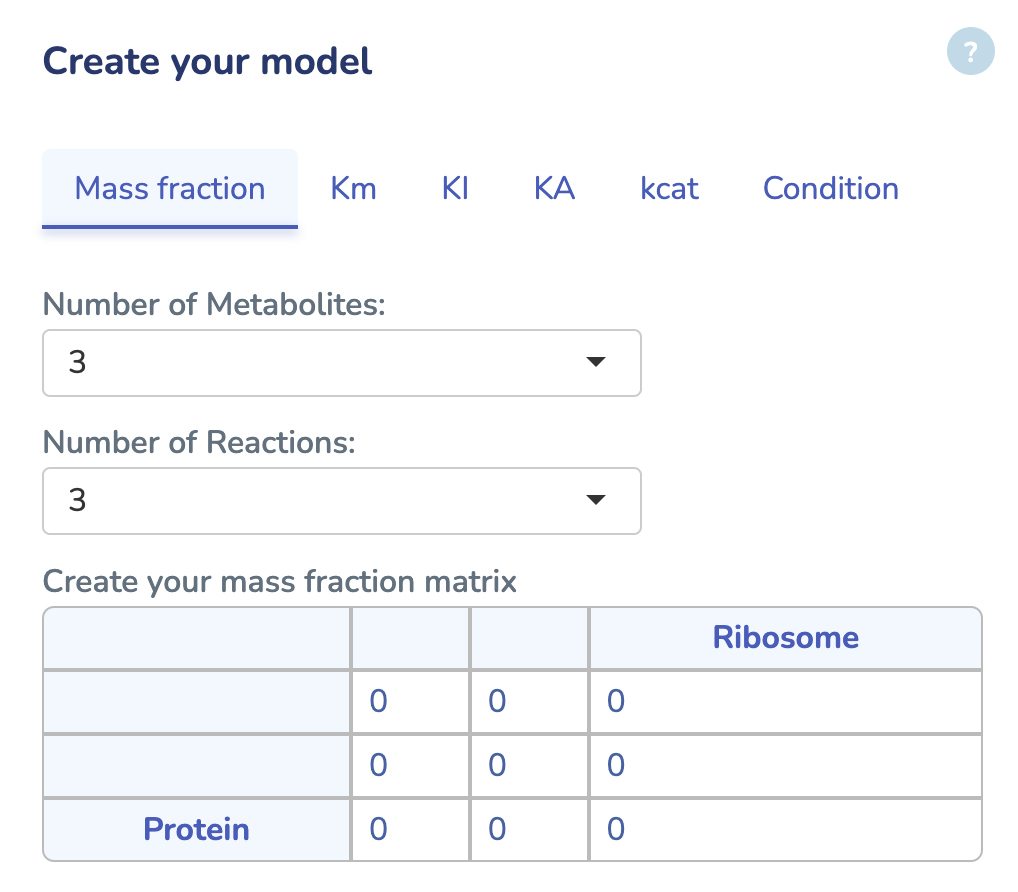 Create your model
?
Mass fraction Km KI KA kcat Condition
Number of Metabolites:
3
Number of Reactions:
3
Create your mass fraction matrix
Ribosome
0 0 0
0 0 0
Protein 0 0 0